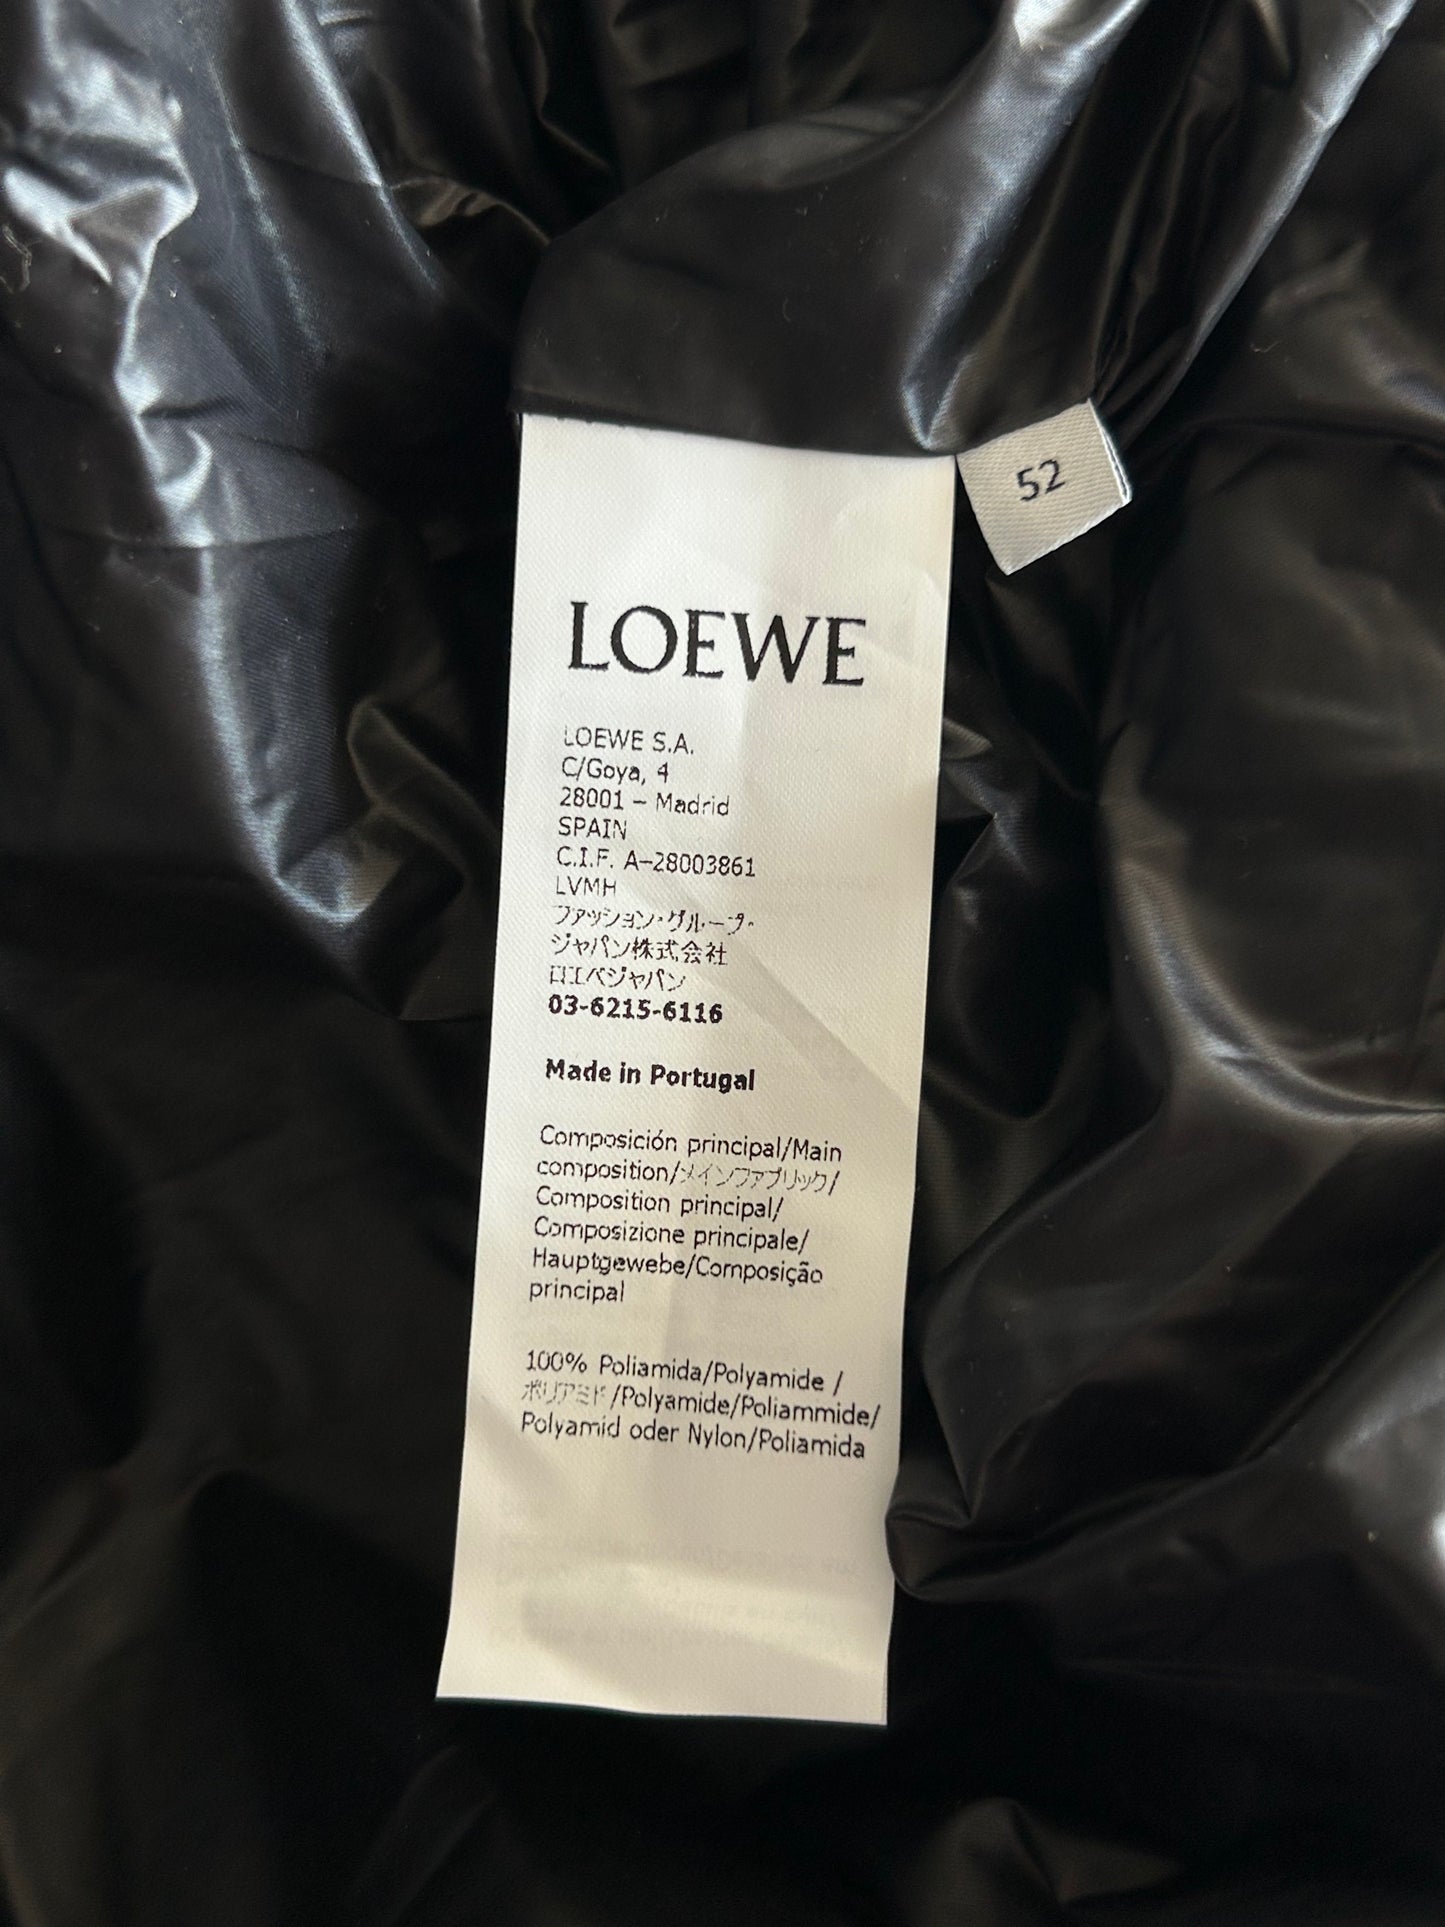 52
LOEWE
LOEWE S.A.
C/Goya, 4
28001 – Madrid
SPAIN
C.I.F. A–28003861
LVMH
ファッション・グループ・
ジャパン株式会社
ロエベジャパン
03-6215-6116
Made in Portugal
Composición principal/Main
composition/メインファブリック/
Composition principal/
Composizione principale/
Hauptgewebe/Composição
principal
100% Poliamida/Polyamide /
ポリアミド/Polyamide/Poliammide/
Polyamid oder Nylon/Poliamida